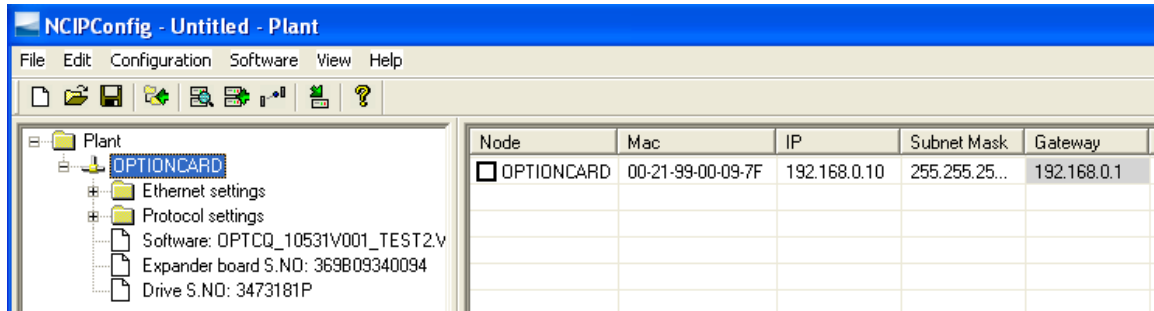 NCIPConfig - Untitled - Plant
File Edit Configuration Software View Help
Plant
OPTIONCARD
Ethernet settings
Protocol settings
Software: OPTCQ_10531V001_TEST2.V
Expander board S.NO: 369B09340094
Drive S.NO: 3473181P
Node Mac IP Subnet Mask Gateway
OPTIONCARD 00-21-99-00-09-7F 192.168.0.10 255.255.25... 192.168.0.1